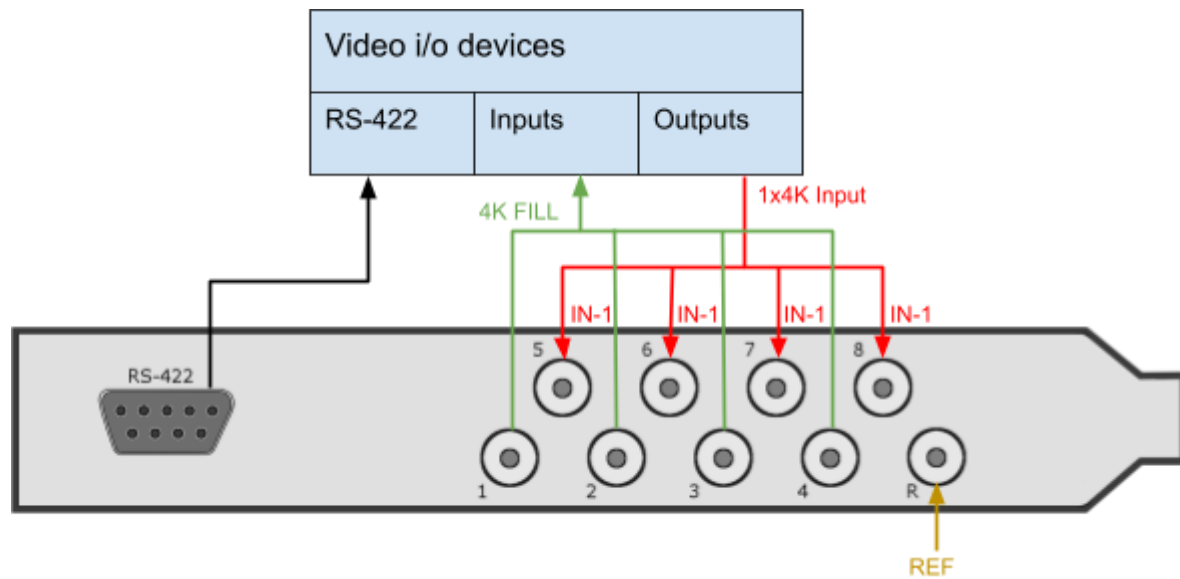 Video i/o devices
RS-422 Inputs Outputs
1x4K Input
4K FILL
IN-1 IN-1 IN-1 IN-1
5 6 7 8
RS-422
1 2 3 4 R
REF